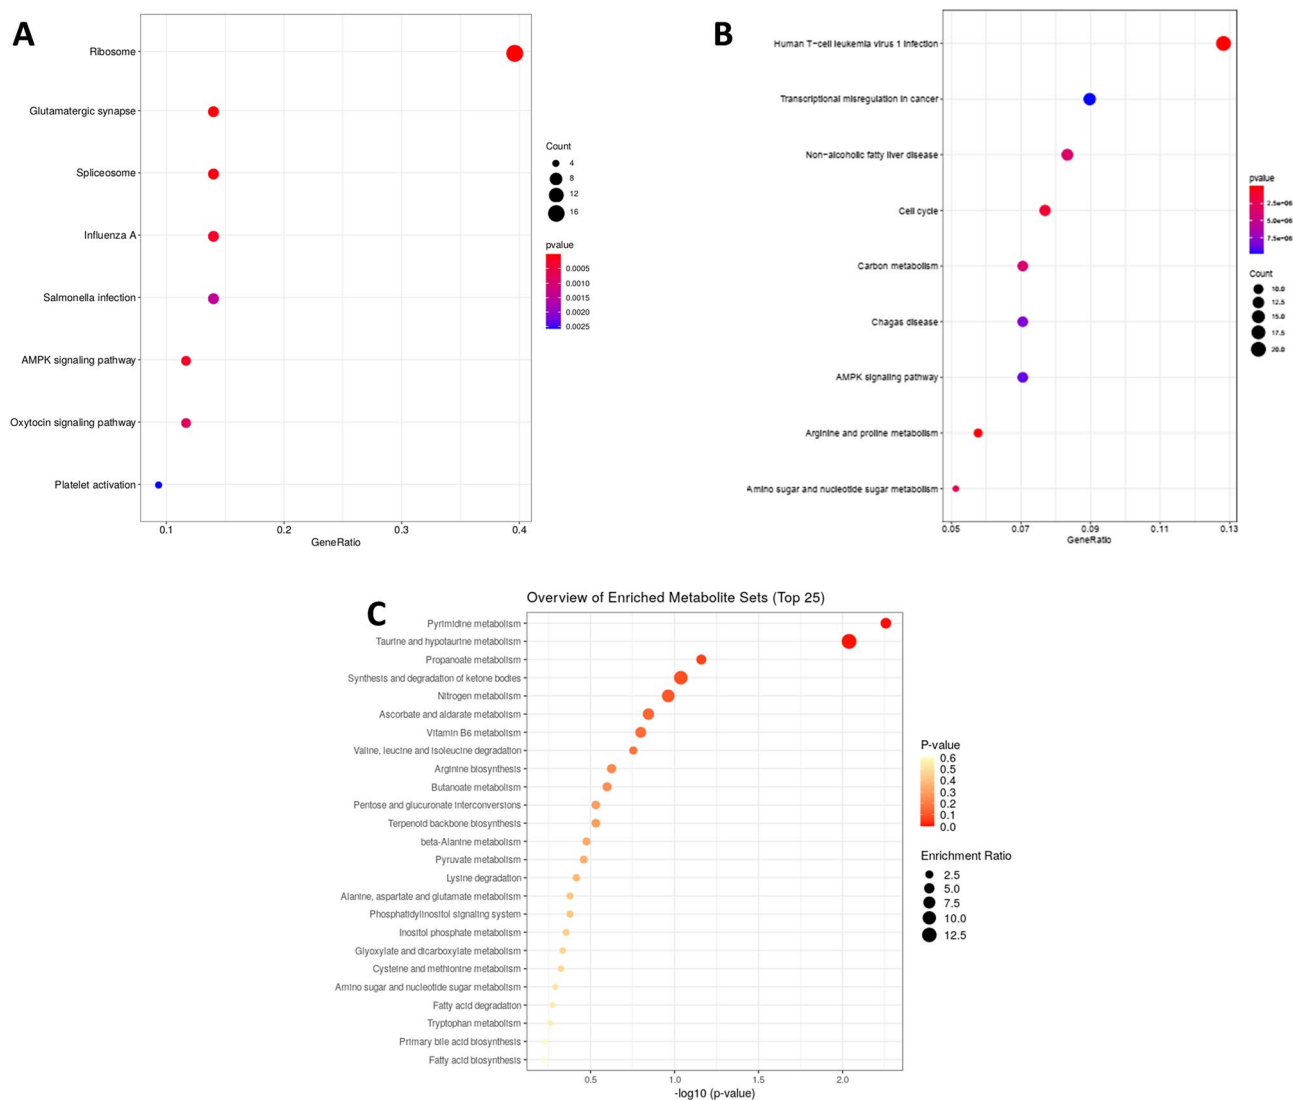 A
Ribosome
Glutamatergic synapse
Spliceosome
Influenza A
Salmonella infection
AMPK signaling pathway
Oxytocin signaling pathway
Platelet activation
0.1 0.2 0.3 0.4
GeneRatio
Count
4
8
12
16
pvalue
0.0005
0.0010
0.0015
0.0020
0.0025
B
Human T-cell leukemia virus 1 infection
Transcriptional misregulation in cancer
Non-alcoholic fatty liver disease
Cell cycle
Carbon metabolism
Chagas disease
AMPK signaling pathway
Arginine and proline metabolism
Amino sugar and nucleotide sugar metabolism
0.05 0.07 0.09 0.11 0.13
GeneRatio
pvalue
2.5e-06
5.0e-06
7.5e-06
Count
10.0
12.5
15.0
17.5
20.0
C
Overview of Enriched Metabolite Sets (Top 25)
Pyrimidine metabolism
Taurine and hypotaurine metabolism
Propanoate metabolism
Synthesis and degradation of ketone bodies
Nitrogen metabolism
Ascorbate and aldarate metabolism
Vitamin B6 metabolism
Valine, leucine and isoleucine degradation
Arginine biosynthesis
Butanoate metabolism
Pentose and glucuronate interconversions
Terpenoid backbone biosynthesis
beta-Alanine metabolism
Pyruvate metabolism
Lysine degradation
Alanine, aspartate and glutamate metabolism
Phosphatidylinositol signaling system
Inositol phosphate metabolism
Glyoxylate and dicarboxylate metabolism
Cysteine and methionine metabolism
Amino sugar and nucleotide sugar metabolism
Fatty acid degradation
Tryptophan metabolism
Primary bile acid biosynthesis
Fatty acid biosynthesis
0.5 1.0 1.5 2.0
-log10 (p-value)
P-value
0.6
0.5
0.4
0.3
0.2
0.1
0.0
Enrichment Ratio
2.5
5.0
7.5
10.0
12.5